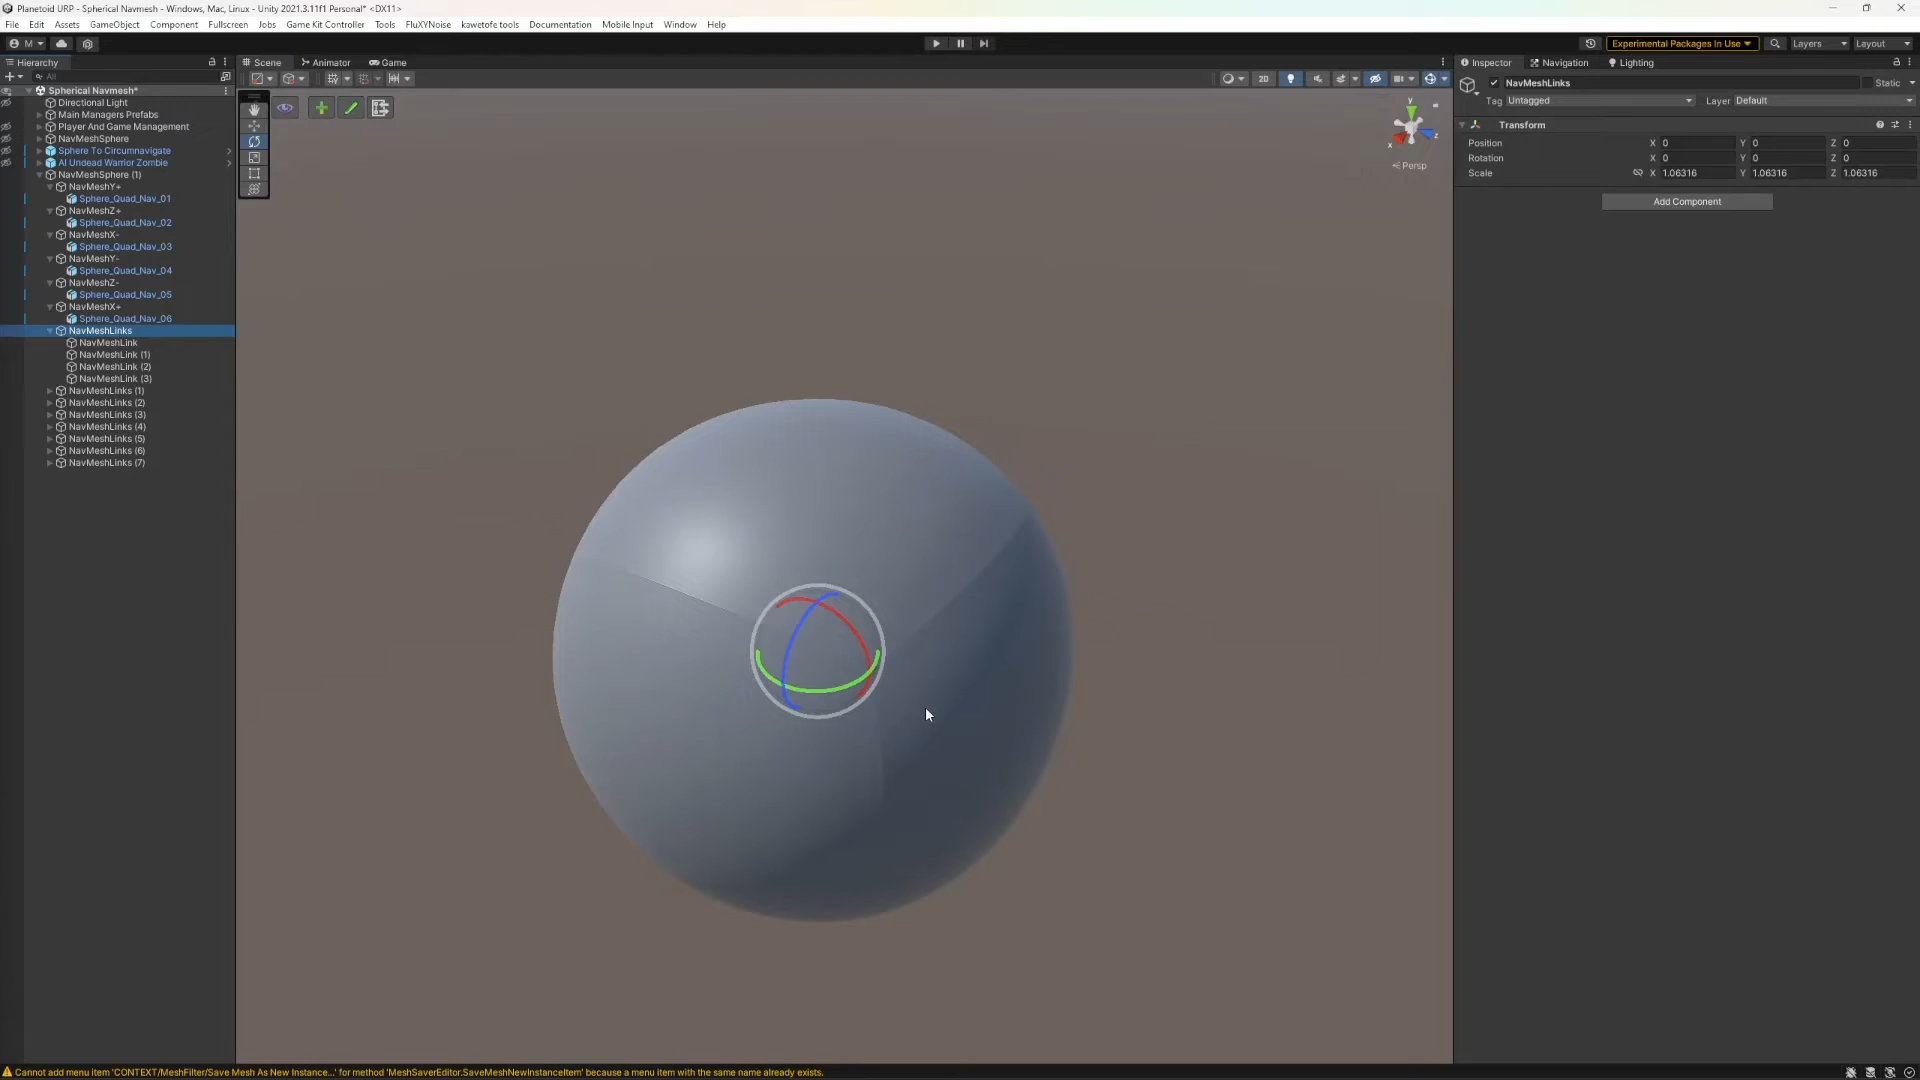 Planetoid URP - Spherical Navmesh - Windows, Mac, Linux - Unity 2021.3.11f1 Personal* <DX11>
File Edit Assets GameObject Component Fullscreen Jobs Game Kit Controller Tools FluXYNoise kawetofe tools Documentation Mobile Input Window Help
M Experimental Packages In Use Layers Layout
Hierarchy Scene Animator Game Inspector Navigation Lighting
All 2D NavMeshLinks Static
Spherical Navmesh*
Tag Untagged Layer Default
Directional Light
Main Managers Prefabs
Player And Game Management
NavMeshSphere
Sphere To Circumnavigate
AI Undead Warrior Zombie
NavMeshSphere (1)
NavMeshY+
Sphere_Quad_Nav_01
NavMeshZ+
Sphere_Quad_Nav_02
NavMeshX-
Sphere_Quad_Nav_03
NavMeshY-
Sphere_Quad_Nav_04
NavMeshZ-
Sphere_Quad_Nav_05
NavMeshX+
Sphere_Quad_Nav_06
NavMeshLinks
NavMeshLink
NavMeshLink (1)
NavMeshLink (2)
NavMeshLink (3)
NavMeshLinks (1)
NavMeshLinks (2)
NavMeshLinks (3)
NavMeshLinks (4)
NavMeshLinks (5)
NavMeshLinks (6)
NavMeshLinks (7)
y
x z
< Persp
Transform
Position X 0 Y 0 Z 0
Rotation X 0 Y 0 Z 0
Scale X 1.06316 Y 1.06316 Z 1.06316
Add Component
Cannot add menu item 'CONTEXT/MeshFilter/Save Mesh As New Instance...' for method 'MeshSaverEditor.SaveMeshNewInstanceItem' because a menu item with the same name already exists.